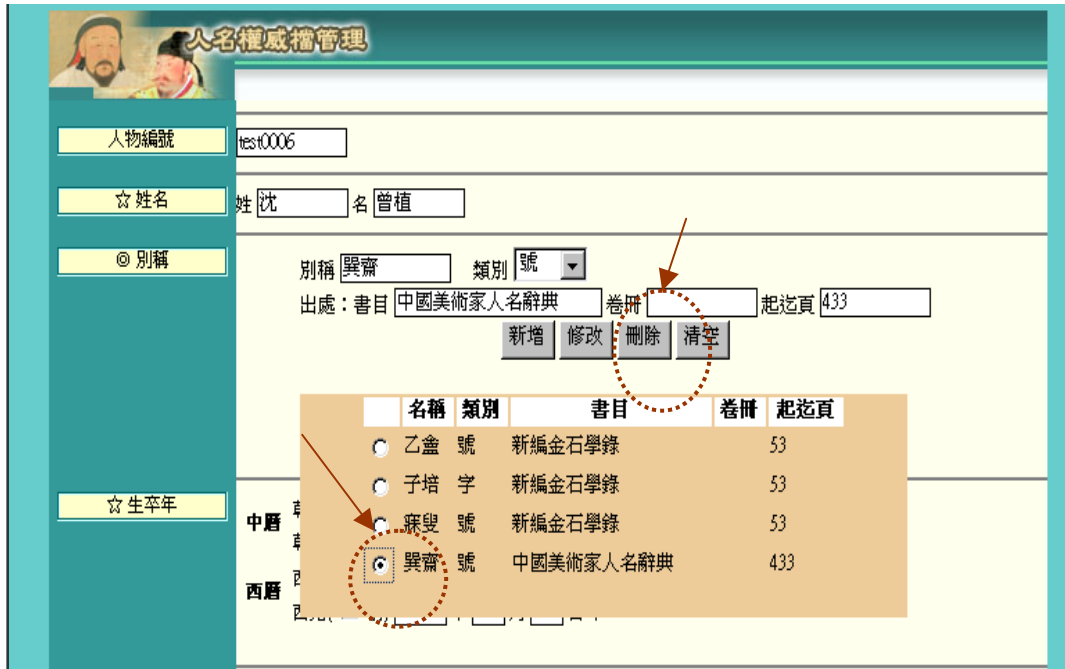 人名權威檔管理
人物編號 test0006
☆ 姓名 姓 沈 名 曾植
◎ 別稱 別稱 巽齋 類別 號
出處：書目 中國美術家人名辭典 卷冊 起迄頁 433
新增 修改 刪除 清空
名稱 類別 書目 卷冊 起迄頁
乙盦 號 新編金石學錄 53
子培 字 新編金石學錄 53
寐叟 號 新編金石學錄 53
巽齋 號 中國美術家人名辭典 433
☆ 生卒年
中曆
西曆